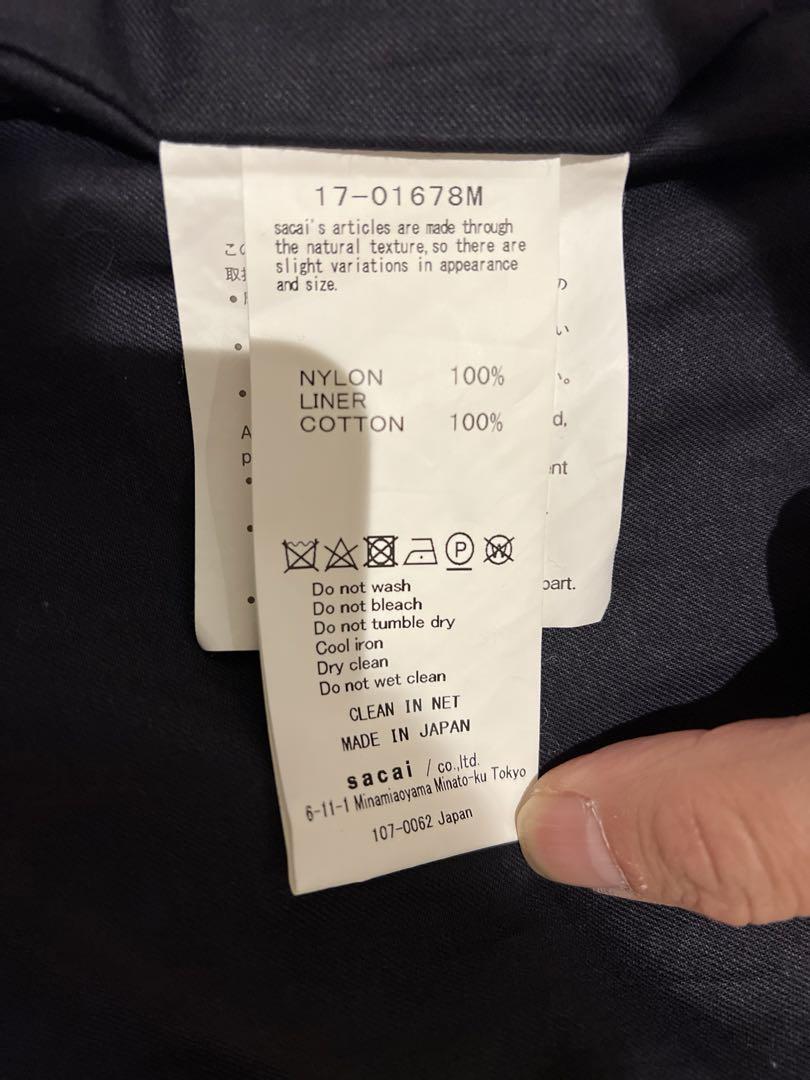 17-01678M
sacai's articles are made through
the natural texture, so there are
slight variations in appearance
and size.
NYLON 100%
LINER
COTTON 100%
P
W
Do not wash
Do not bleach
Do not tumble dry
Cool iron
Dry clean
Do not wet clean
CLEAN IN NET
MADE IN JAPAN
sacai / co.,ltd.
6-11-1 Minamiaoyama Minato-ku Tokyo
107-0062 Japan